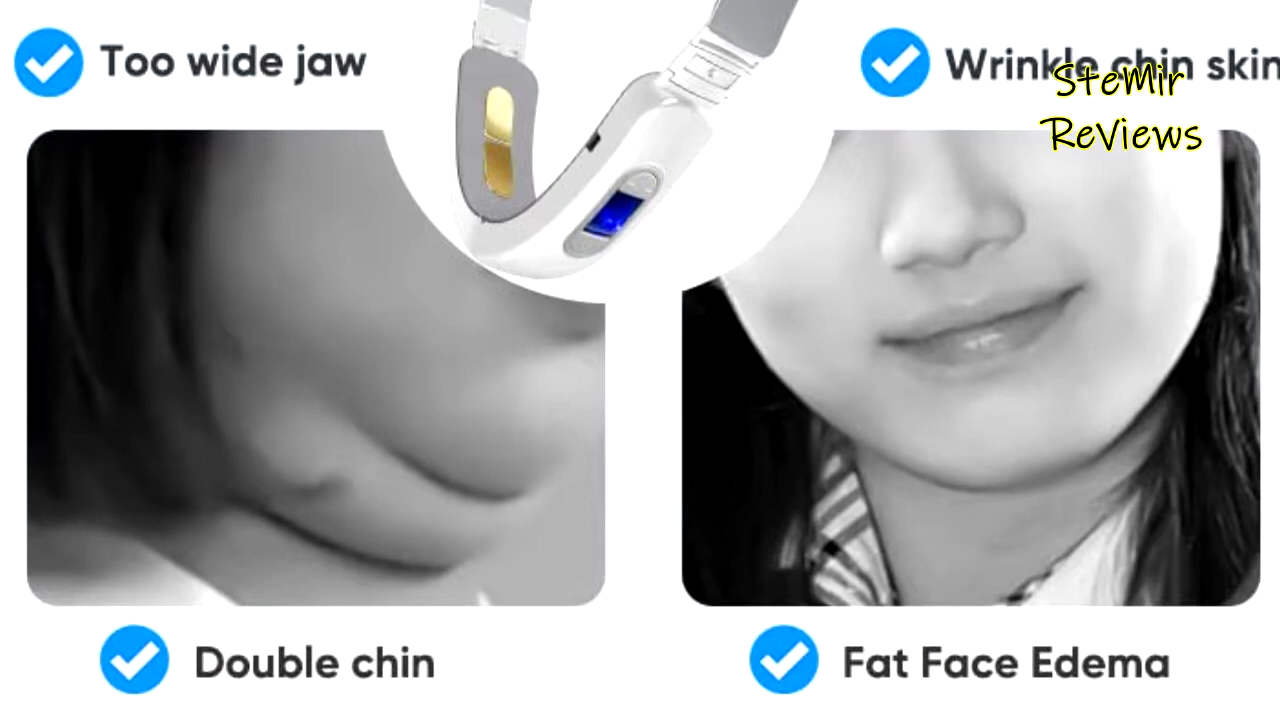 Too wide jaw
Wrinkle chin skin
SteMir
ReViews
Double chin
Fat Face Edema